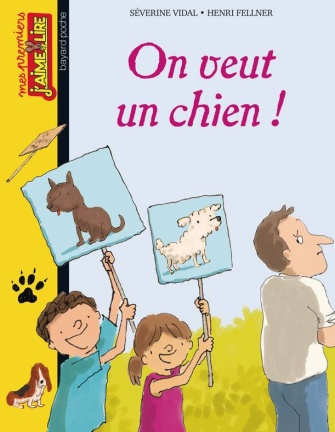 SÉVERINE VIDAL • HENRI FELLNER
mes premiers
J'AIME LIRE
bayard poche
On veut
un chien !